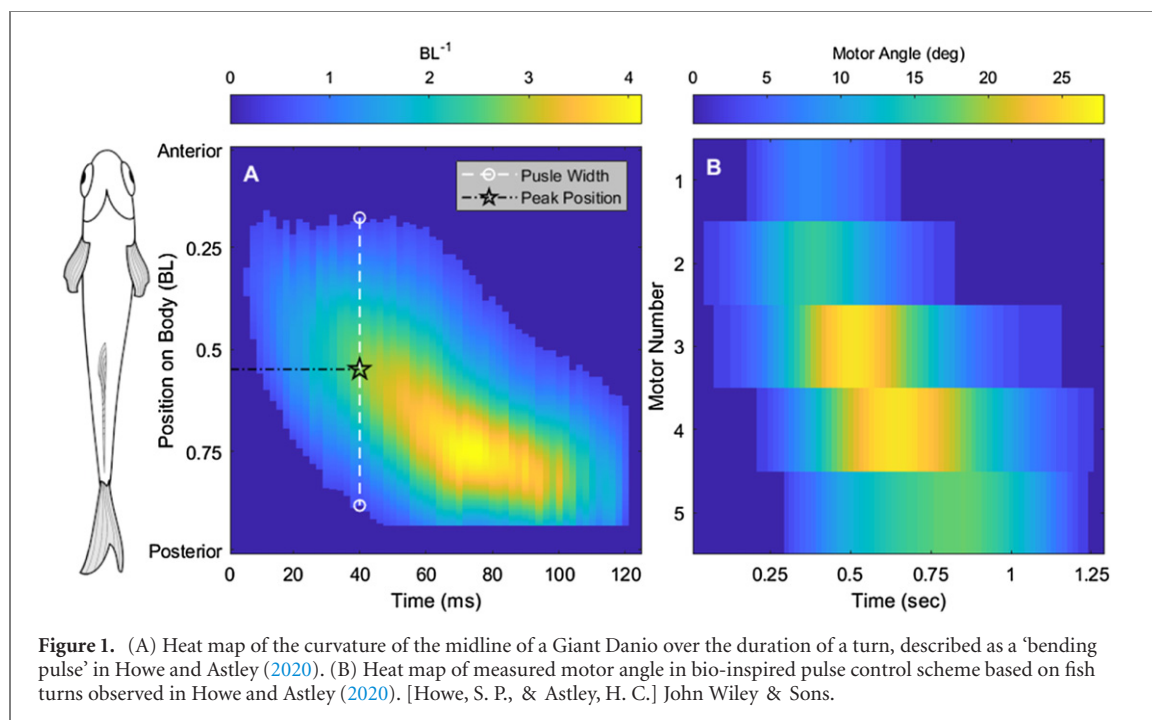 BL⁻¹
0 1 2 3 4
Motor Angle (deg)
0 5 10 15 20 25
A
Pusle Width
Peak Position
Anterior
0.25
0.5
0.75
Posterior
Position on Body (BL)
0 20 40 60 80 100 120
Time (ms)
B
1
2
3
4
5
Motor Number
0.25 0.5 0.75 1 1.25
Time (sec)
Figure 1. (A) Heat map of the curvature of the midline of a Giant Danio over the duration of a turn, described as a ‘bending
pulse’ in Howe and Astley (2020). (B) Heat map of measured motor angle in bio-inspired pulse control scheme based on fish
turns observed in Howe and Astley (2020). [Howe, S. P., & Astley, H. C.] John Wiley & Sons.